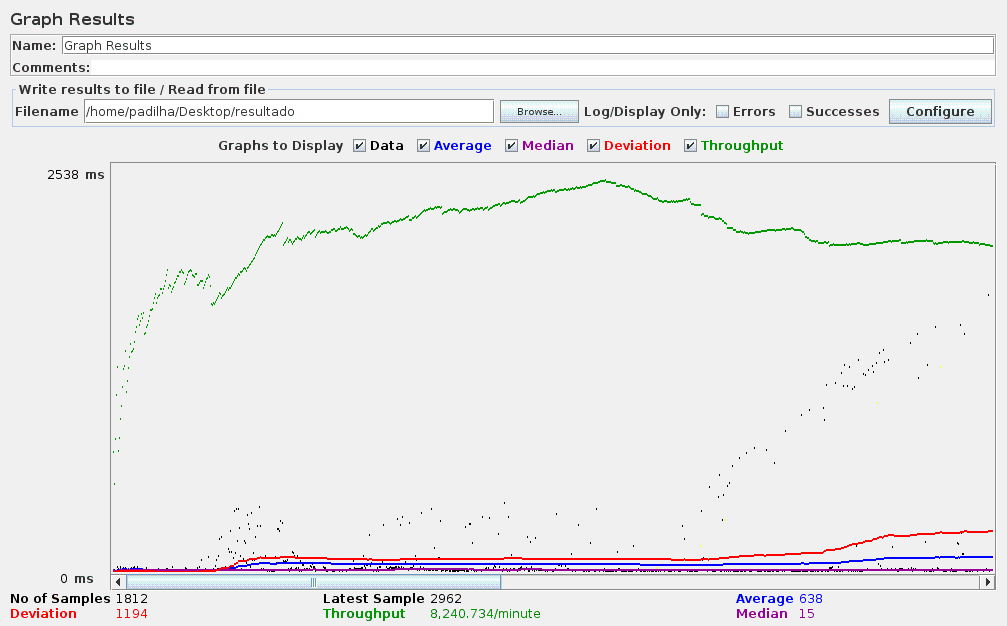 Graph Results
Name: Graph Results
Comments:
Write results to file / Read from file
Filename /home/padilha/Desktop/resultado Browse... Log/Display Only: Errors Successes Configure
Graphs to Display Data Average Median Deviation Throughput
2538 ms
0 ms
No of Samples 1812 Latest Sample 2962 Average 638
Deviation 1194 Throughput 8,240.734/minute Median 15